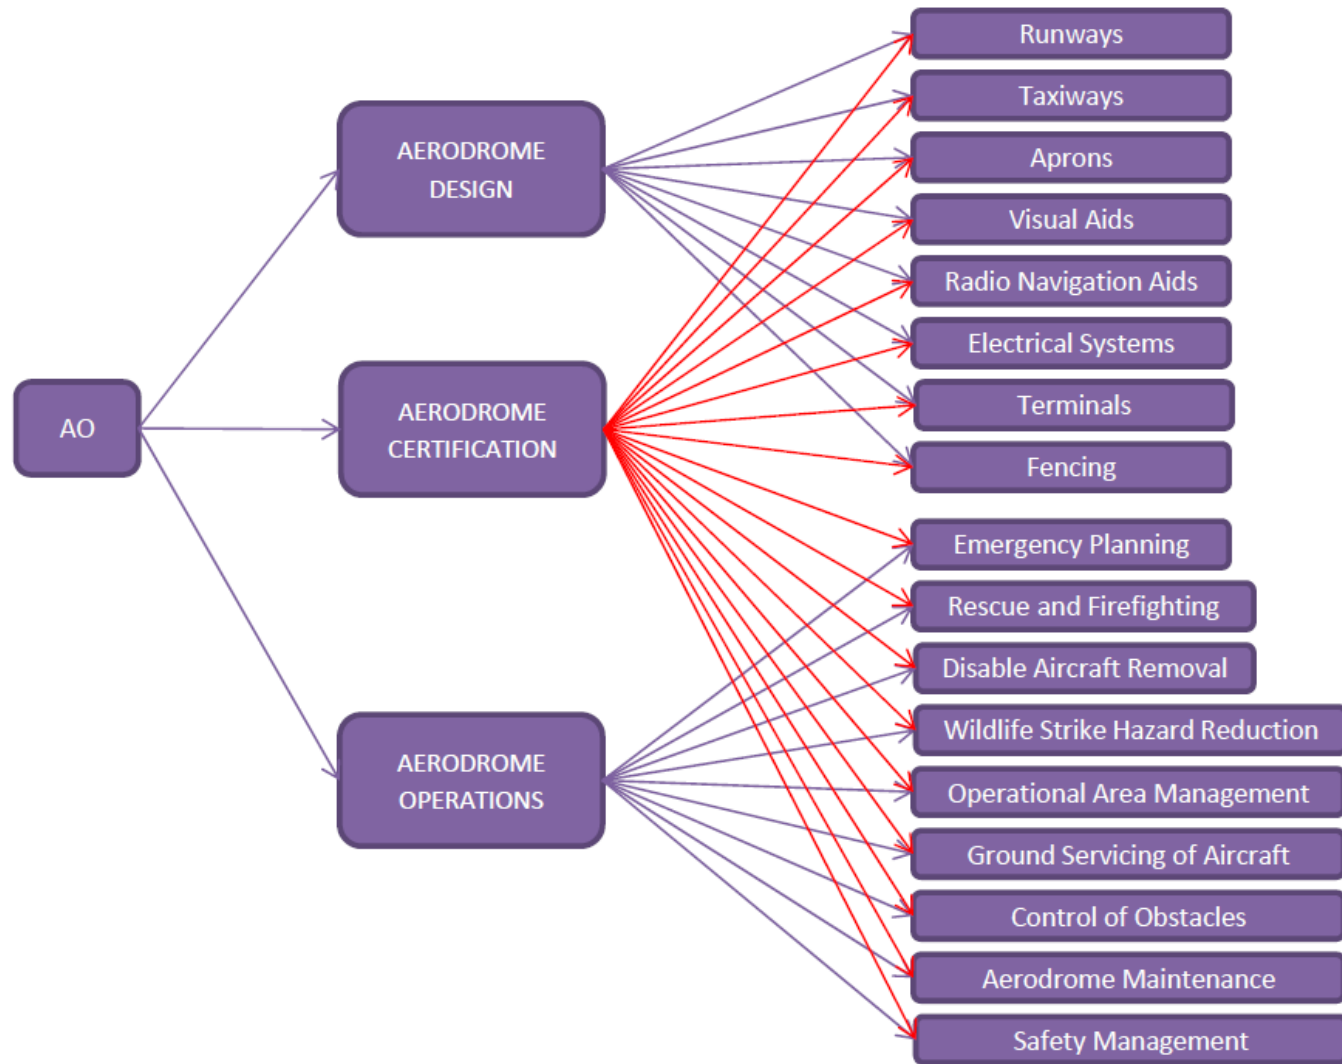 AO
AERODROME
DESIGN
AERODROME
CERTIFICATION
AERODROME
OPERATIONS
Runways
Taxiways
Aprons
Visual Aids
Radio Navigation Aids
Electrical Systems
Terminals
Fencing
Emergency Planning
Rescue and Firefighting
Disable Aircraft Removal
Wildlife Strike Hazard Reduction
Operational Area Management
Ground Servicing of Aircraft
Control of Obstacles
Aerodrome Maintenance
Safety Management